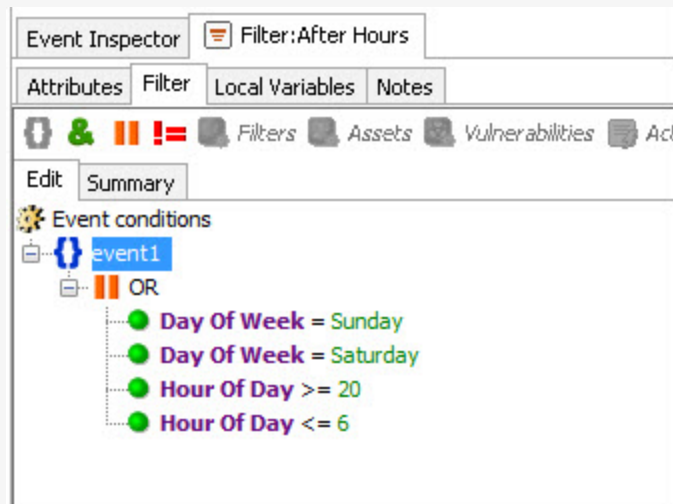 Event Inspector Filter:After Hours
Attributes Filter Local Variables Notes
{} & != Filters Assets Vulnerabilities Act
Edit Summary
Event conditions
{} event1
OR
Day Of Week = Sunday
Day Of Week = Saturday
Hour Of Day >= 20
Hour Of Day <= 6